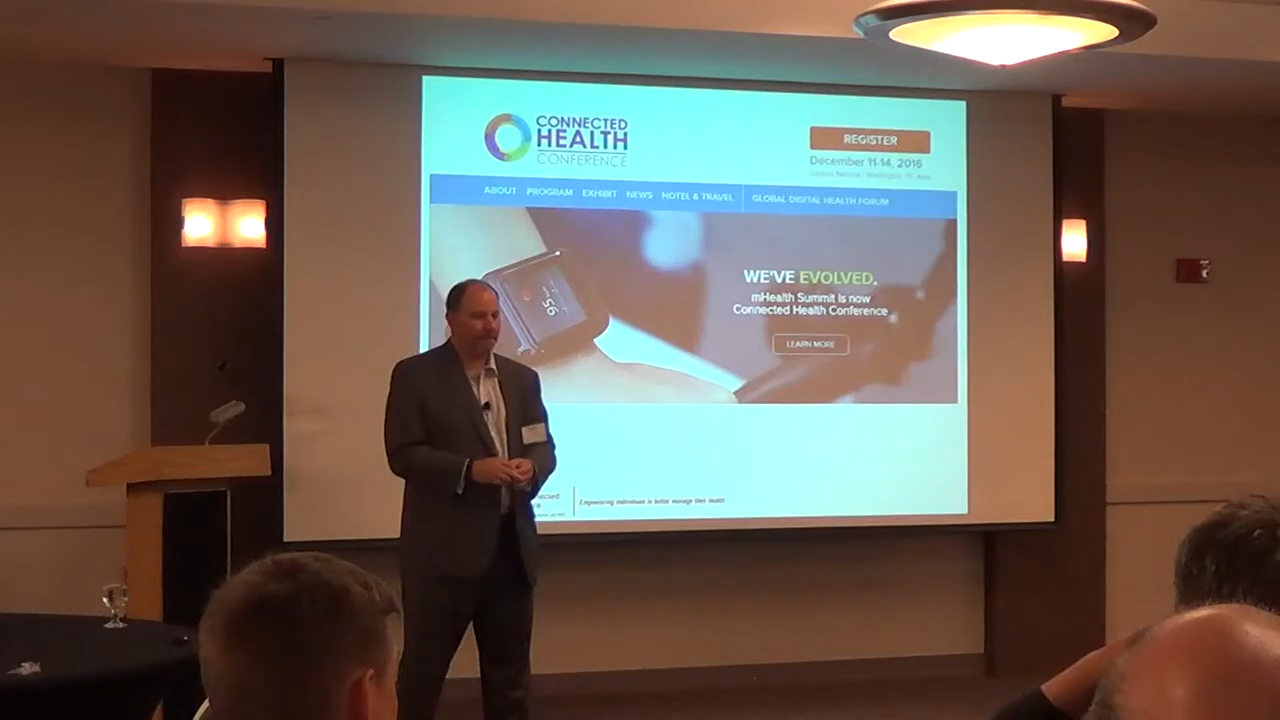 CONNECTED
HEALTH
CONFERENCE
REGISTER
December 11-14, 2016
ABOUT PROGRAM EXHIBIT NEWS HOTEL & TRAVEL GLOBAL DIGITAL HEALTH FORUM
WE'VE EVOLVED.
mHealth Summit is now
Connected Health Conference
LEARN MORE
56
Empowering individuals to better manage their health